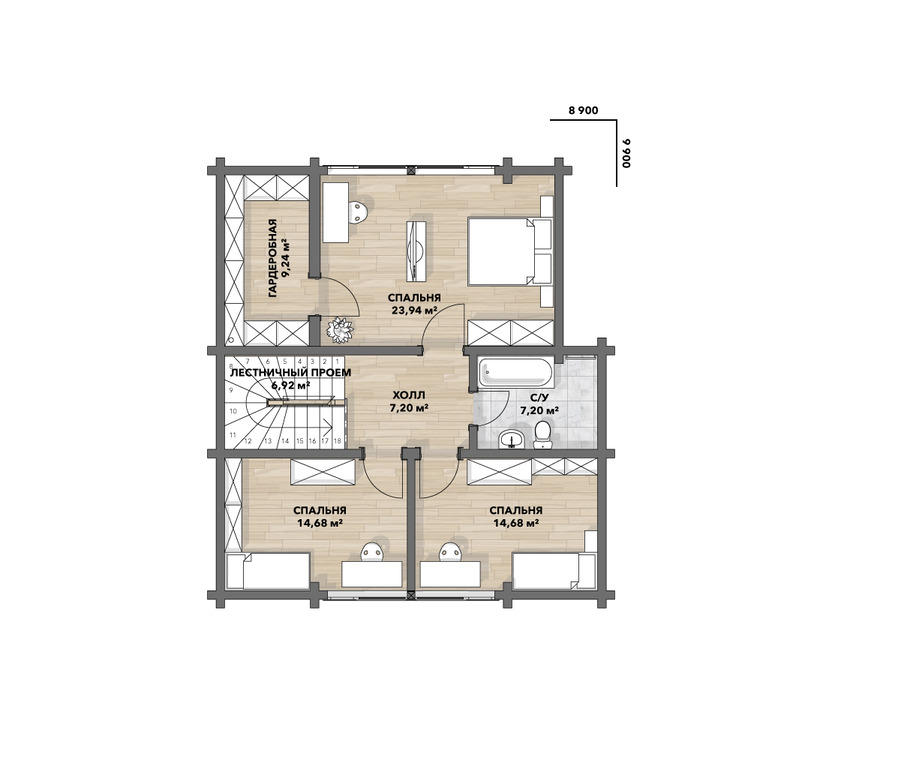 8 900
9 900
ГАРДЕРОБНАЯ
9,24 м²
СПАЛЬНЯ
23,94 м²
8 7 6 5 4 3 2 1
ЛЕСТНИЧНЫЙ ПРОЕМ
6,92 м²
9
10
11 12 13 14 15 16 17 18
ХОЛЛ
7,20 м²
С/У
7,20 м²
СПАЛЬНЯ
14,68 м²
СПАЛЬНЯ
14,68 м²